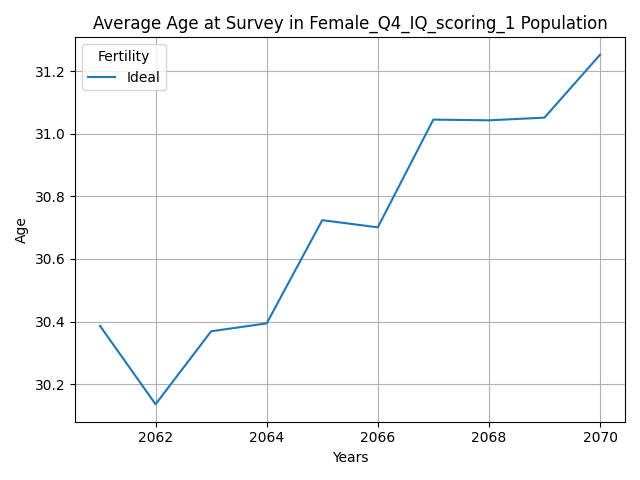 Average Age at Survey in Female_Q4_IQ_scoring_1 Population
Fertility
Ideal
31.2
31.0
30.8
30.6
30.4
30.2
Age
2062 2064 2066 2068 2070
Years